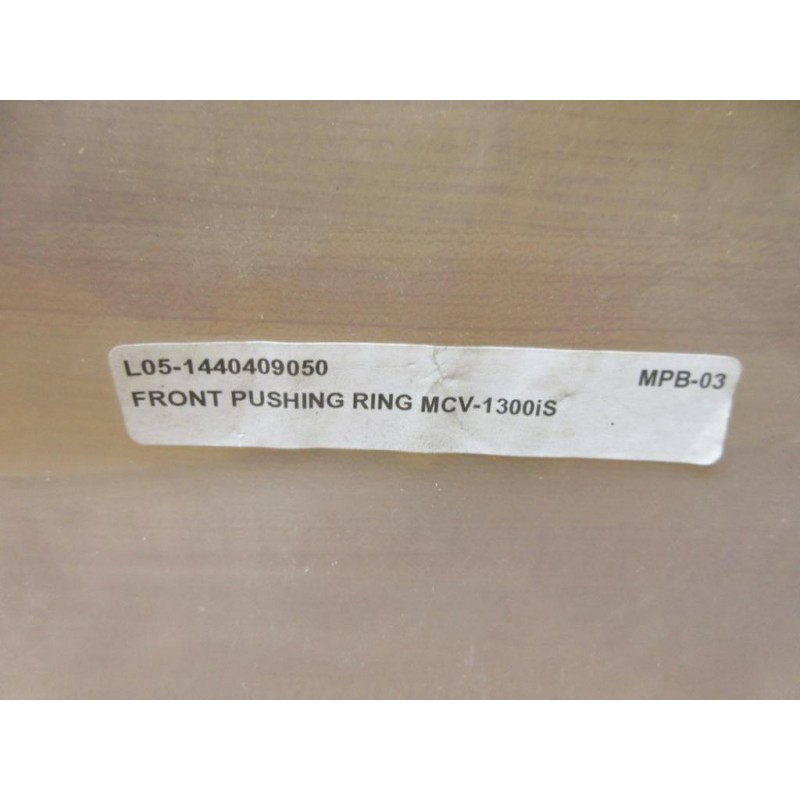 L05-1440409050 MPB-03
FRONT PUSHING RING MCV-1300iS